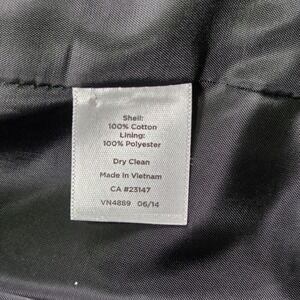 Shell:
100% Cotton
Lining:
100% Polyester
Dry Clean
Made In Vietnam
CA #23147
VN4889 06/14